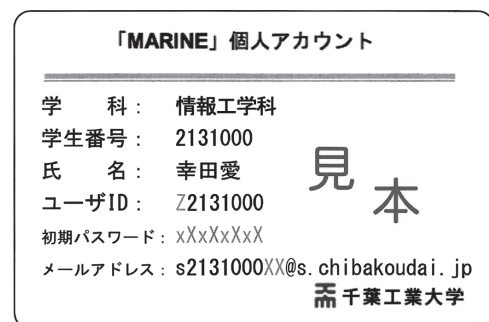 「MARINE」個人アカウント
学　　科： 情報工学科
学生番号： 2131000
氏　　名： 幸田愛
ユーザID： Z2131000
初期パスワード： xXxXxXxX
メールアドレス： s2131000XX@s.chibakoudai.jp
見本
千葉工業大学